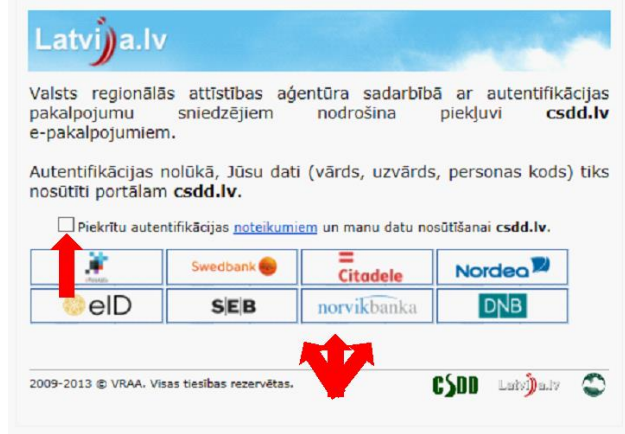 Latvija.lv
Valsts reģionālās attīstības aģentūra sadarbībā ar autentifikācijas
pakalpojumu sniedzējiem nodrošina piekļuvi csdd.lv
e-pakalpojumiem.
Autentifikācijas nolūkā, Jūsu dati (vārds, uzvārds, personas kods) tiks
nosūtīti portālam csdd.lv.
Piekrītu autentifikācijas noteikumiem un manu datu nosūtīšanai csdd.lv.
Swedbank Citadele Nordea
eID S|E|B norvikbanka DNB
2009-2013 © VRAA. Visas tiesības rezervētas. CSDD Latvija.lv